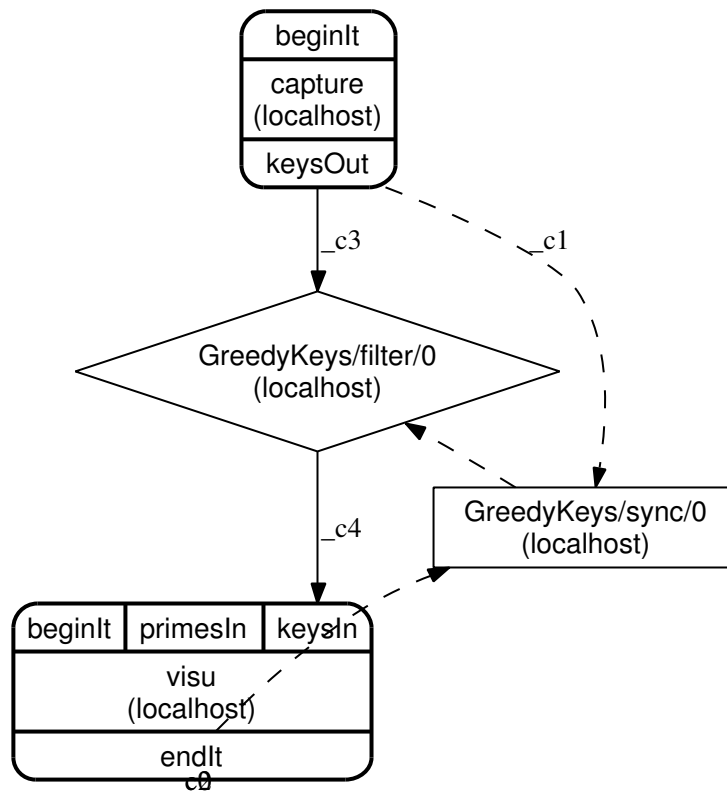 beginIt
capture
(localhost)
keysOut
_c3
_c1
GreedyKeys/filter/0
(localhost)
_c4
GreedyKeys/sync/0
(localhost)
beginIt primesIn keysIn
visu
(localhost)
endIt